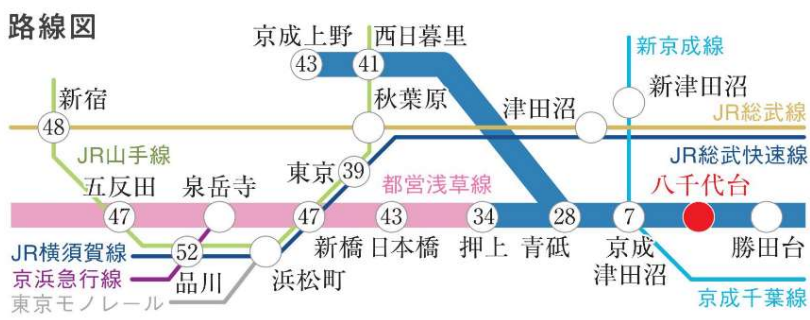 路線図
京成上野
西日暮里
新京成線
43
41
新津田沼
新宿
秋葉原
津田沼
JR総武線
48
JR山手線
東京
39
JR総武快速線
五反田
泉岳寺
都営浅草線
八千代台
47
47
43
34
28
7
新橋
日本橋
押上
青砥
京成
津田沼
勝田台
JR横須賀線
52
京浜急行線
品川
浜松町
東京モノレール
京成千葉線